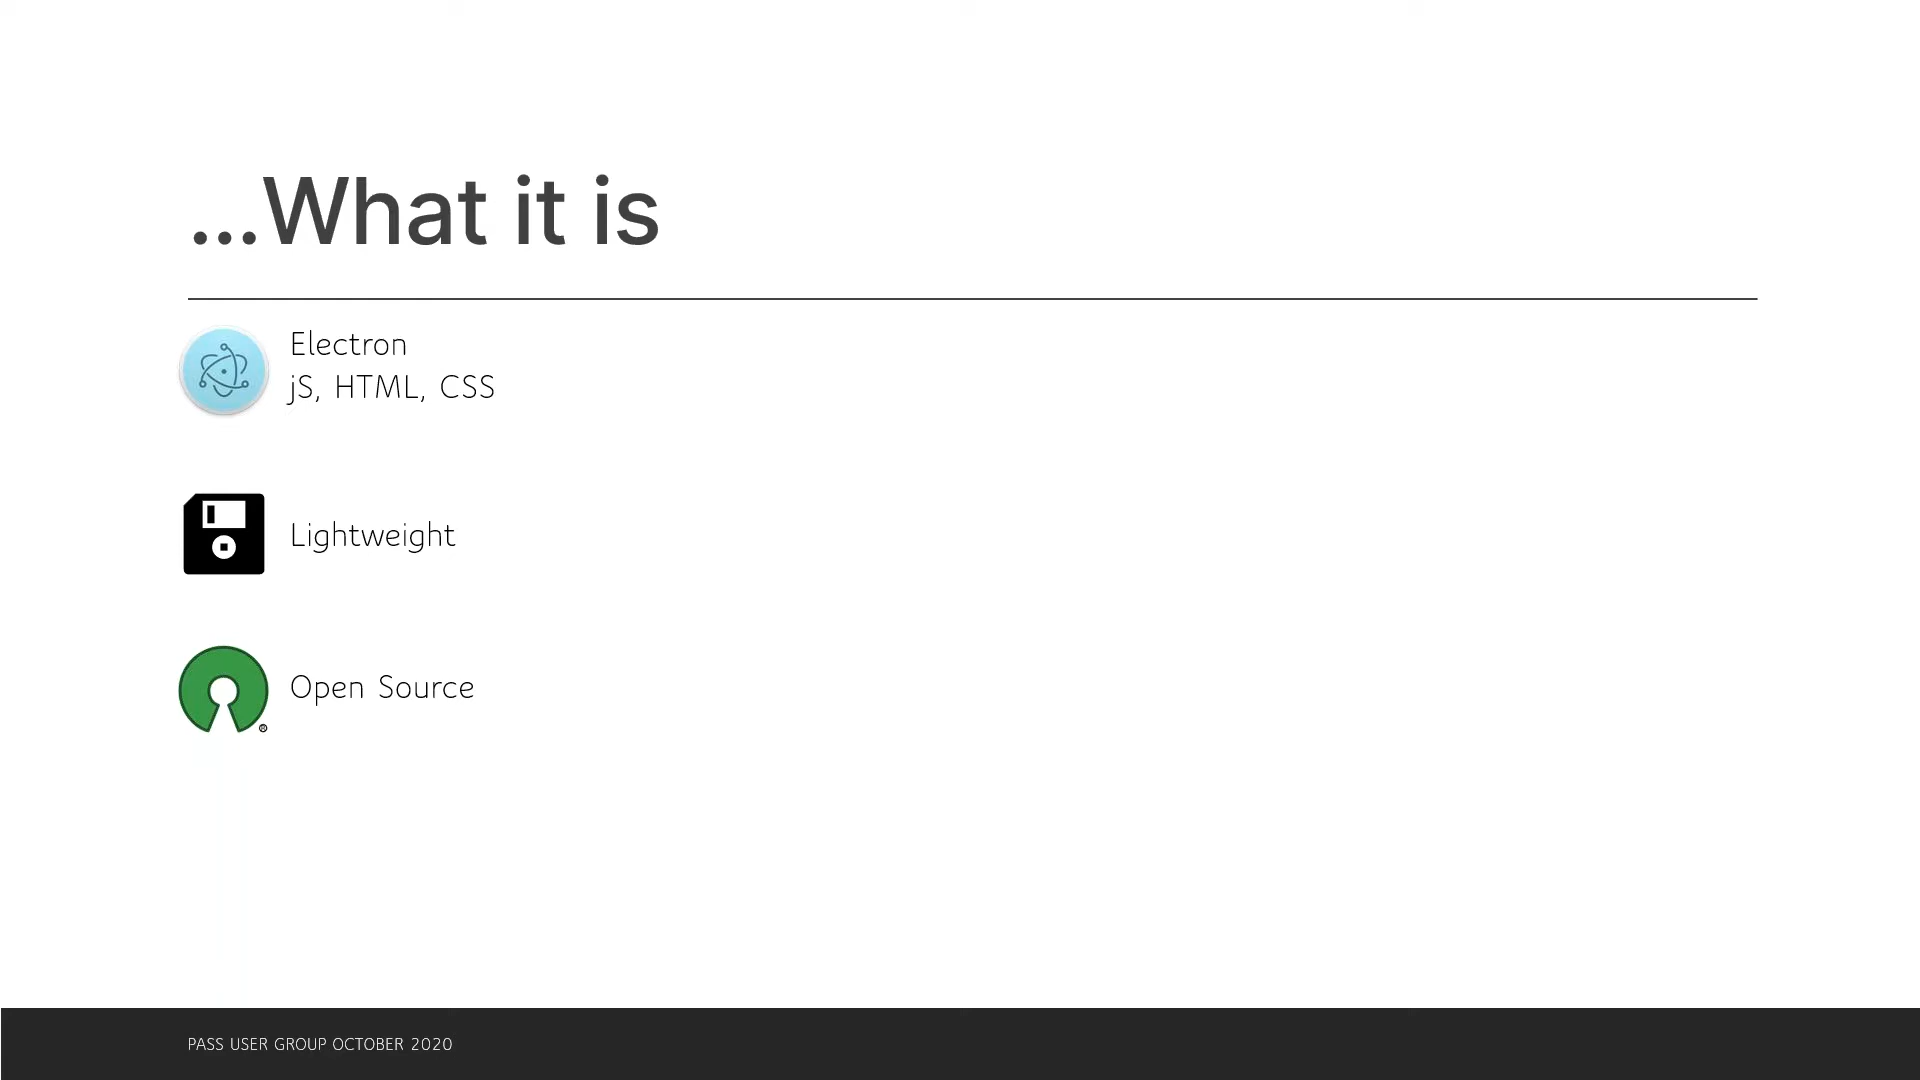 ...What it is
Electron
jS, HTML, CSS
Lightweight
Open Source
®
PASS USER GROUP OCTOBER 2020